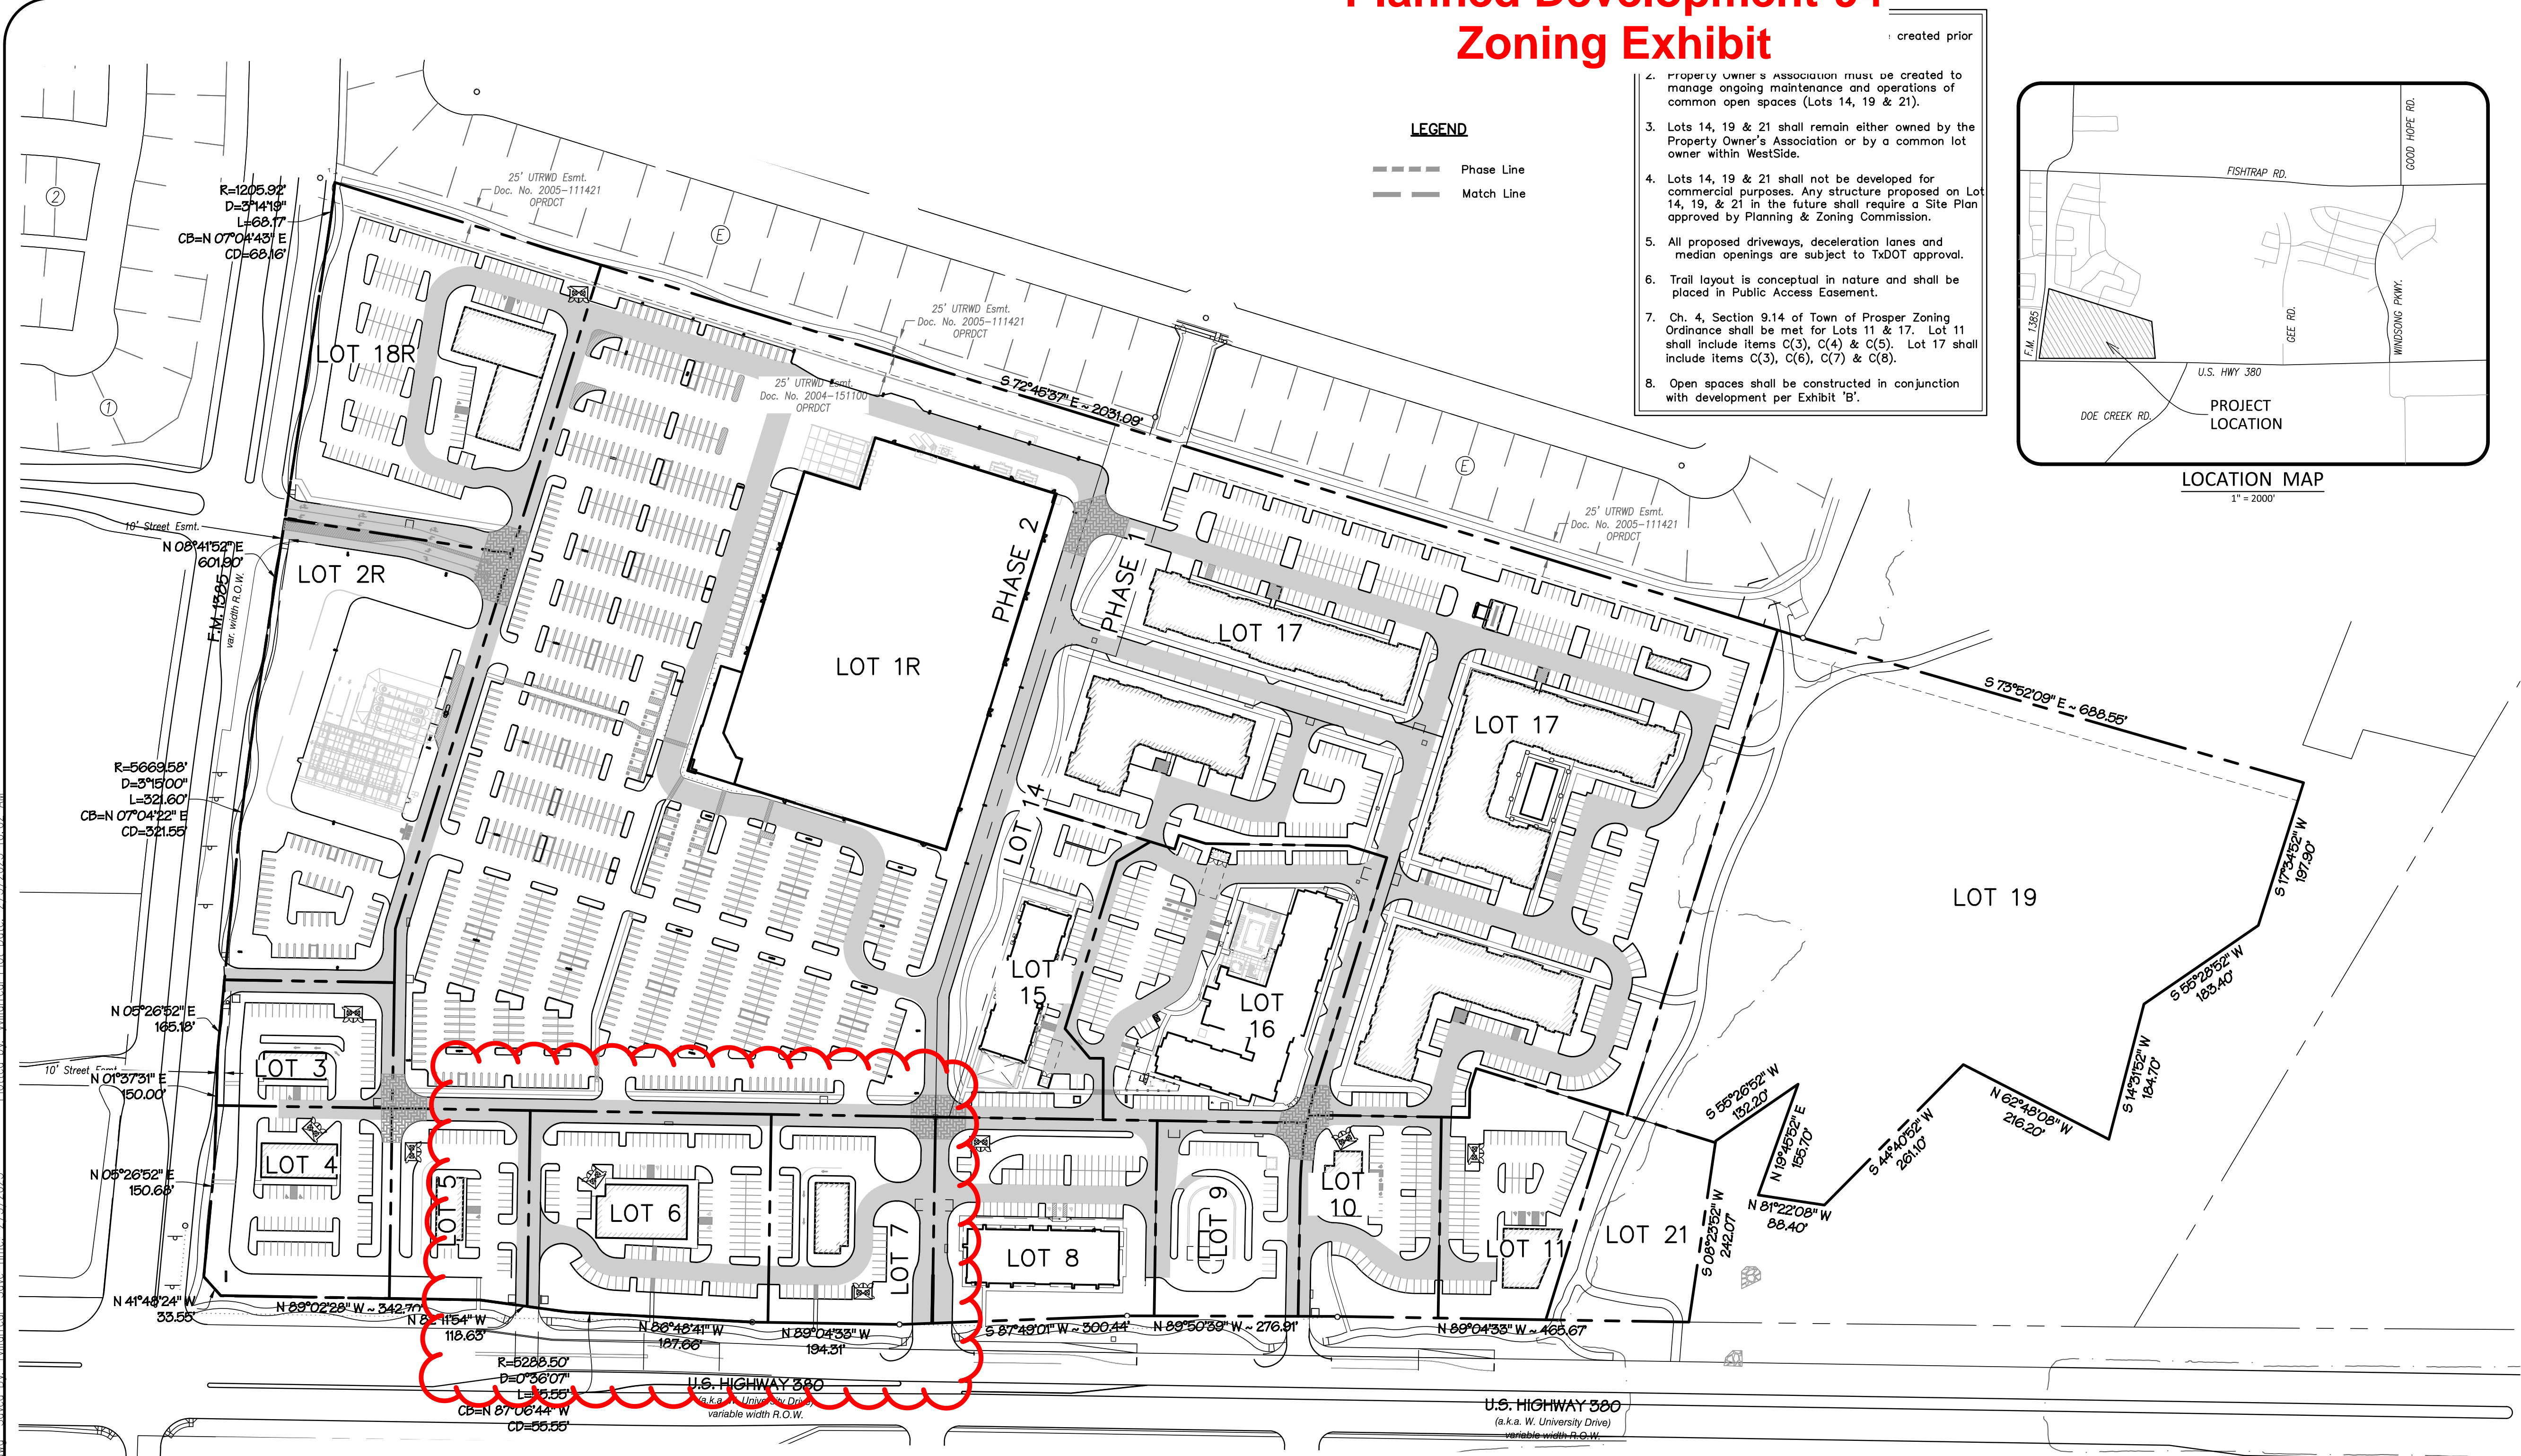 Zoning Exhibit
created prior
2. Property Owner's Association must be created to
manage ongoing maintenance and operations of
common open spaces (Lots 14, 19 & 21).
3. Lots 14, 19 & 21 shall remain either owned by the
Property Owner's Association or by a common lot
owner within WestSide.
4. Lots 14, 19 & 21 shall not be developed for
commercial purposes. Any structure proposed on Lot
14, 19, & 21 in the future shall require a Site Plan
approved by Planning & Zoning Commission.
5. All proposed driveways, deceleration lanes and
median openings are subject to TxDOT approval.
6. Trail layout is conceptual in nature and shall be
placed in Public Access Easement.
7. Ch. 4, Section 9.14 of Town of Prosper Zoning
Ordinance shall be met for Lots 11 & 17. Lot 11
shall include items C(3), C(4) & C(5). Lot 17 shall
include items C(3), C(6), C(7) & C(8).
8. Open spaces shall be constructed in conjunction
with development per Exhibit 'B'.
LEGEND
Phase Line
Match Line
GOOD HOPE RD.
FISHTRAP RD.
F.M. 1385
GEE RD.
WINDSONG PKWY.
U.S. HWY 380
DOE CREEK RD.
PROJECT
LOCATION
LOCATION MAP
1" = 2000'
2
1
E
E
R=1205.92'
D=3°14'19"
L=68.17'
CB=N 07°04'43" E
CD=68.16'
25' UTRWD Esmt.
Doc. No. 2005-111421
OPRDCT
25' UTRWD Esmt.
Doc. No. 2005-111421
OPRDCT
25' UTRWD Esmt.
Doc. No. 2004-151100
OPRDCT
25' UTRWD Esmt.
Doc. No. 2005-111421
OPRDCT
S 72°45'37" E ~ 2031.09'
S 73°52'09" E ~ 688.55'
LOT 18R
10' Street Esmt.
N 08°41'52" E
601.90'
F.M. 1385
var. width R.O.W.
LOT 2R
LOT 1R
PHASE 2
PHASE 1
LOT 17
LOT 17
LOT 14
LOT 19
R=5669.58'
D=3°15'00"
L=321.60'
CB=N 07°04'22" E
CD=321.55'
S 17°34'52" W
197.90'
S 55°28'52" W
183.40'
S 14°31'52" W
184.70'
N 62°48'08" W
216.20'
S 44°40'52" W
261.10'
N 81°22'08" W
88.40'
N 19°45'52" E
155.70'
S 55°26'52" W
132.20'
S 08°23'52" W
242.07'
LOT
15
LOT
16
N 05°26'52" E
165.18'
LOT 3
10' Street Esmt.
N 01°37'31" E
150.00'
LOT 4
N 05°26'52" E
150.68'
LOT 5
LOT 6
LOT 7
LOT 8
LOT 9
LOT
10
LOT 11
LOT 21
N 41°48'24" W
33.55'
N 89°02'28" W ~ 342.70'
118.63'
N 86°48'41" W
187.66'
N 89°04'33" W
194.31'
S 87°49'01" W ~ 300.44'
N 89°50'39" W ~ 276.91'
N 89°04'33" W ~ 465.67'
R=5288.50'
D=0°36'07"
CB=N 87°06'44" W
CD=55.55'
U.S. HIGHWAY 380
(a.k.a. W. University Drive)
variable width R.O.W.
U.S. HIGHWAY 380
(a.k.a. W. University Drive)
variable width R.O.W.